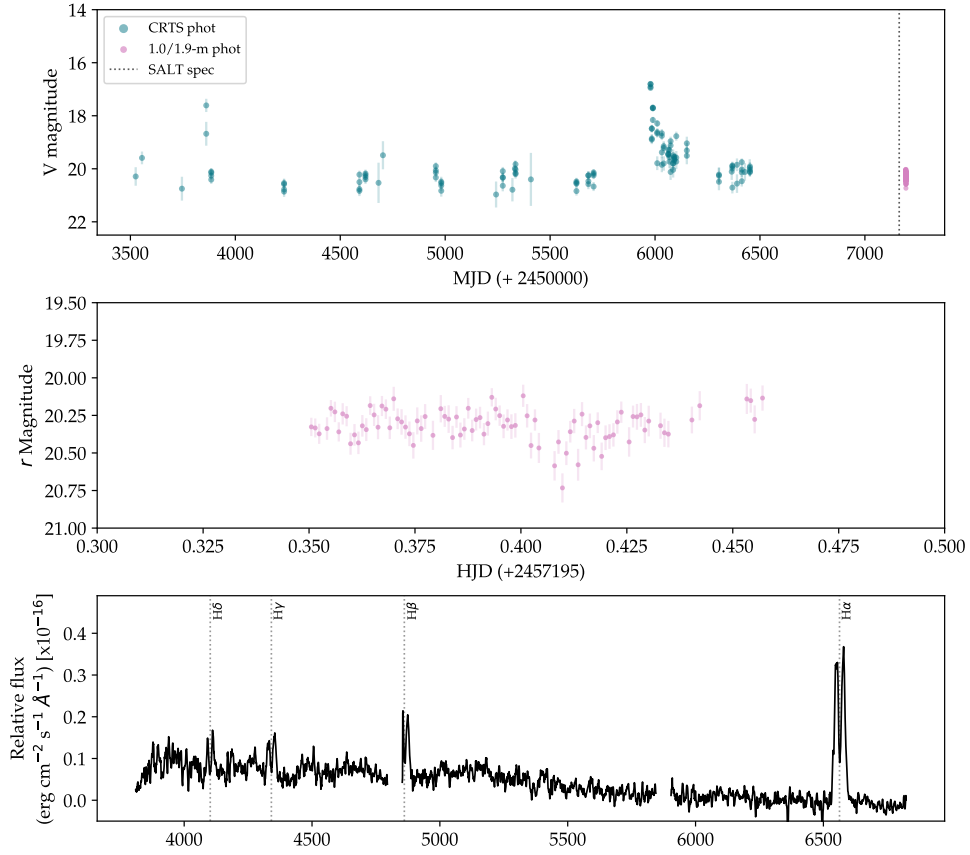 14
16
18
20
22
V magnitude
CRTS phot
1.0/1.9-m phot
SALT spec
3500 4000 4500 5000 5500 6000 6500 7000
MJD (+ 2450000)
19.50
19.75
20.00
20.25
20.50
20.75
21.00
r Magnitude
0.300 0.325 0.350 0.375 0.400 0.425 0.450 0.475 0.500
HJD (+2457195)
Relative flux
(erg cm⁻² s⁻¹ Å⁻¹) [x10⁻¹⁶]
0.4
0.3
0.2
0.1
0.0
Hδ
Hγ
Hβ
Hα
4000 4500 5000 5500 6000 6500